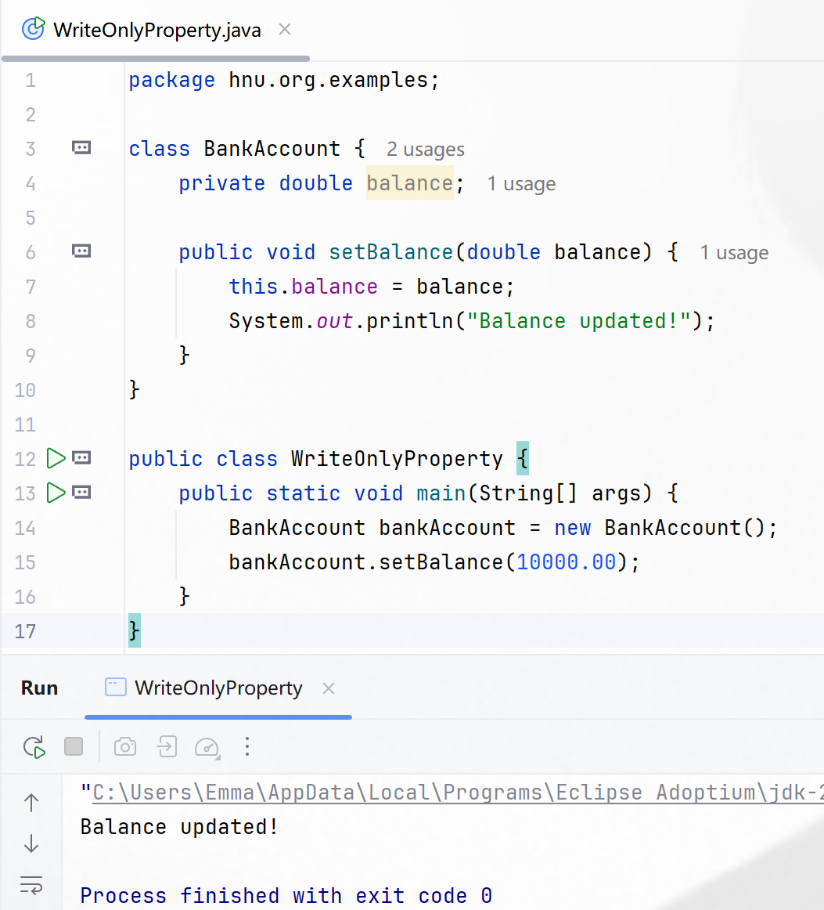 WriteOnlyProperty.java
1 package hnu.org.examples;
2
3 class BankAccount { 2 usages
4 private double balance; 1 usage
5
6 public void setBalance(double balance) { 1 usage
7 this.balance = balance;
8 System.out.println("Balance updated!");
9 }
10 }
11
12 public class WriteOnlyProperty {
13 public static void main(String[] args) {
14 BankAccount bankAccount = new BankAccount();
15 bankAccount.setBalance(10000.00);
16 }
17 }
Run WriteOnlyProperty
"C:\Users\Emma\AppData\Local\Programs\Eclipse Adoptium\jdk-2
Balance updated!
Process finished with exit code 0